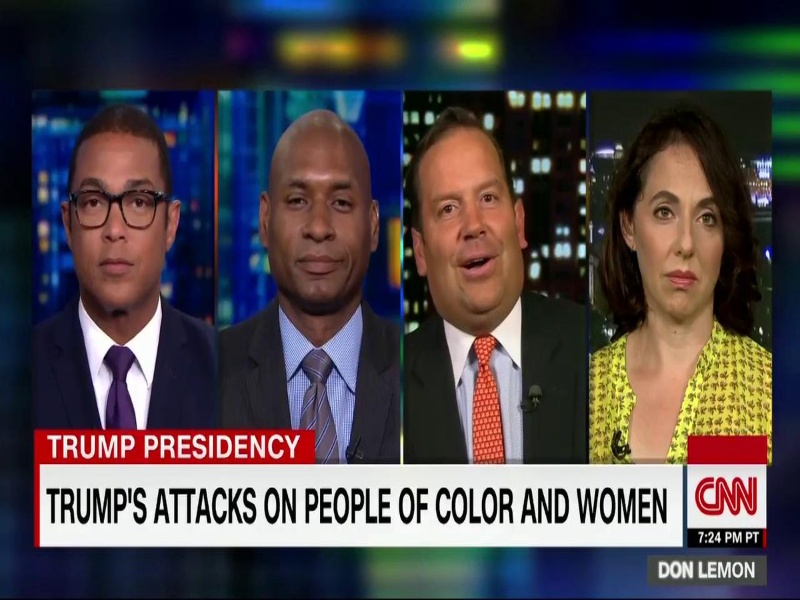 TRUMP PRESIDENCY
TRUMP'S ATTACKS ON PEOPLE OF COLOR AND WOMEN
CNN
7:24 PM PT
DON LEMON